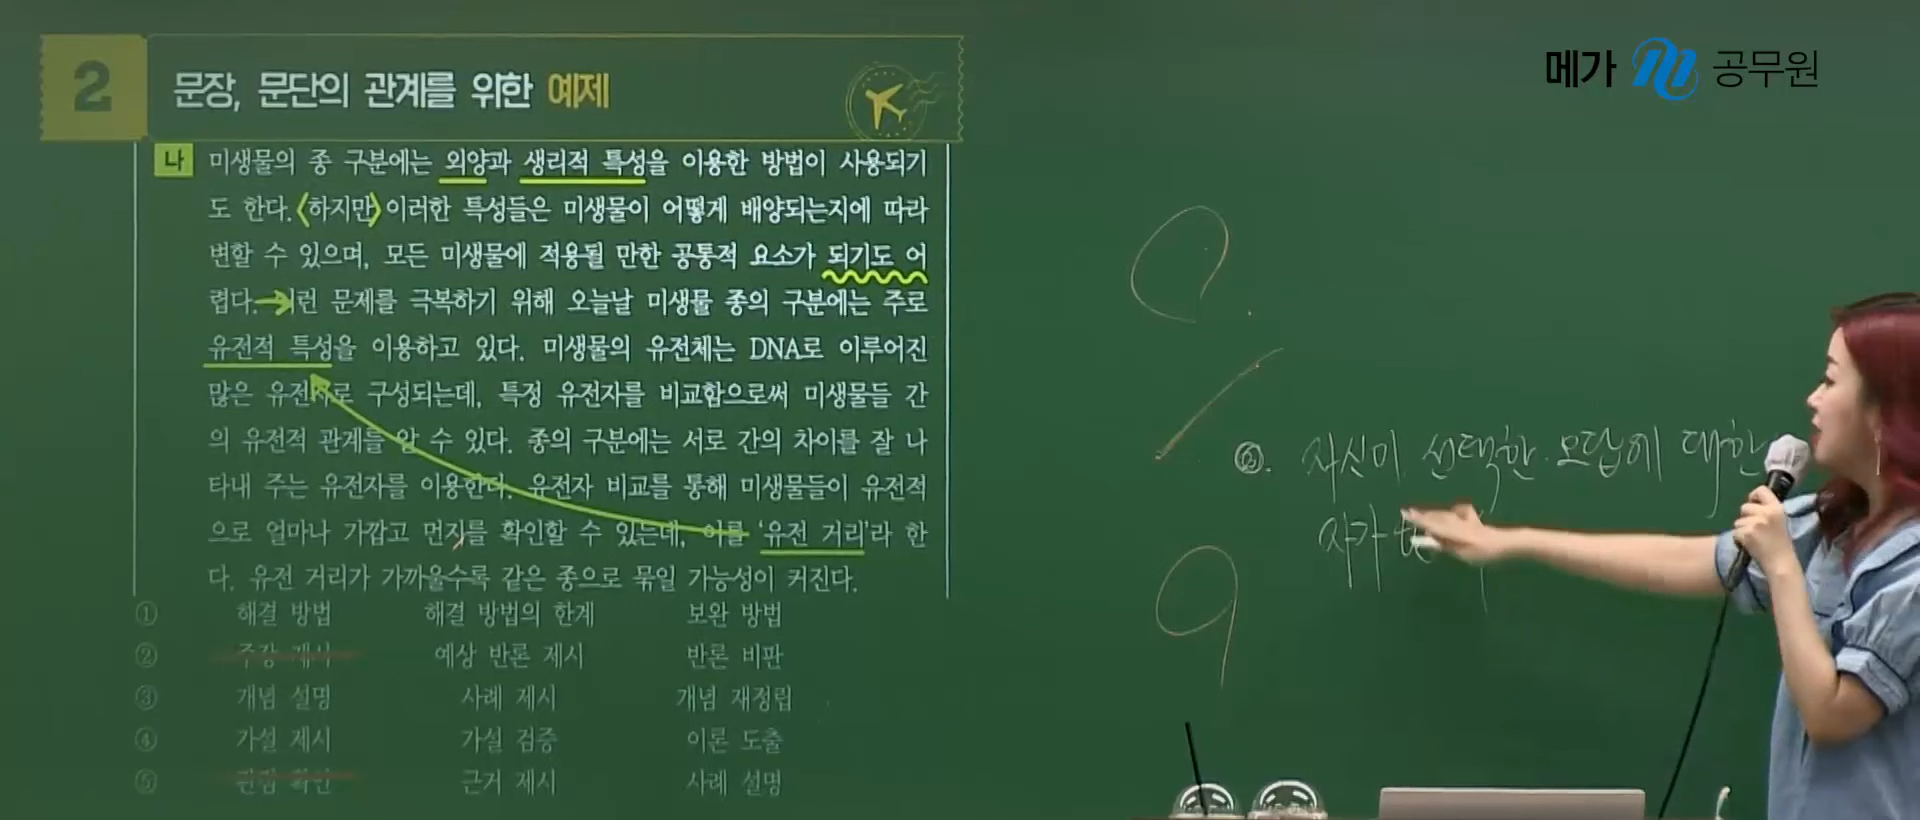 메가 공무원
2
문장, 문단의 관계를 위한 예제
나 미생물의 종 구분에는 외양과 생리적 특성을 이용한 방법이 사용되기
도 한다. 〈하지만〉 이러한 특성들은 미생물이 어떻게 배양되는지에 따라
변할 수 있으며, 모든 미생물에 적용될 만한 공통적 요소가 되기도 어
렵다. 이런 문제를 극복하기 위해 오늘날 미생물 종의 구분에는 주로
유전적 특성을 이용하고 있다. 미생물의 유전체는 DNA로 이루어진
많은 유전자로 구성되는데, 특정 유전자를 비교함으로써 미생물들 간
의 유전적 관계를 알 수 있다. 종의 구분에는 서로 간의 차이를 잘 나
타내 주는 유전자를 이용한다. 유전자 비교를 통해 미생물들이 유전적
으로 얼마나 가깝고 먼지를 확인할 수 있는데, 이를 '유전 거리'라 한
다. 유전 거리가 가까울수록 같은 종으로 묶일 가능성이 커진다.
① 해결 방법 해결 방법의 한계 보완 방법
② 주장 제시 예상 반론 제시 반론 비판
③ 개념 설명 사례 제시 개념 재정립
④ 가설 제시 가설 검증 이론 도출
⑤ 관점 확인 근거 제시 사례 설명
자신이 선택한 오답에 대한
자가